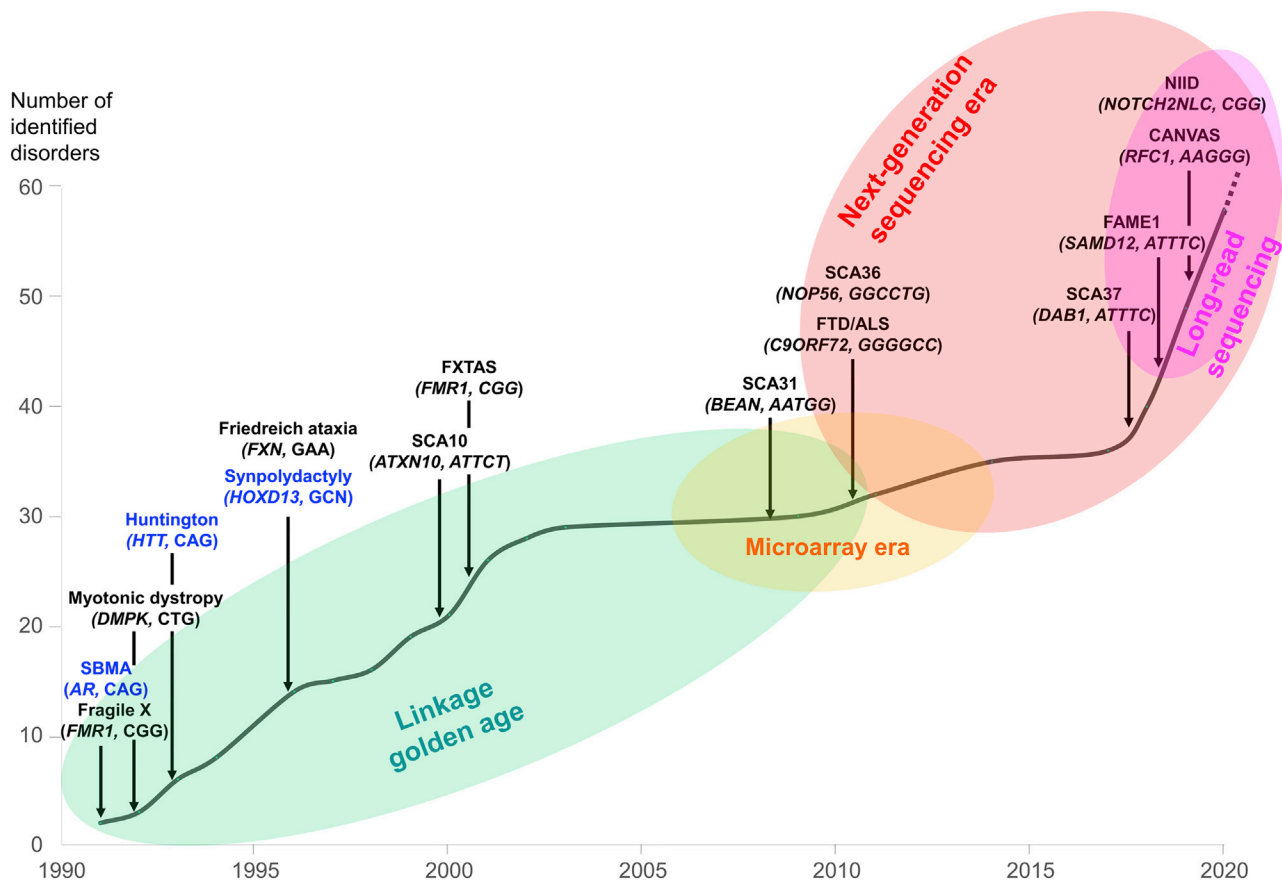 Number of
identified
disorders
60
50
40
30
20
10
0
1990
1995
2000
2005
2010
2015
2020
Fragile X
(FMR1, CGG)
SBMA
(AR, CAG)
Myotonic dystropy
(DMPK, CTG)
Huntington
(HTT, CAG)
Friedreich ataxia
(FXN, GAA)
Synpolydactyly
(HOXD13, GCN)
SCA10
(ATXN10, ATTCT)
FXTAS
(FMR1, CGG)
SCA31
(BEAN, AATGG)
SCA36
(NOP56, GGCCTG)
FTD/ALS
(C9ORF72, GGGGCC)
SCA37
(DAB1, ATTTC)
FAME1
(SAMD12, ATTTC)
NIID
(NOTCH2NLC, CGG)
CANVAS
(RFC1, AAGGG)
Linkage
golden age
Microarray era
Next-generation
sequencing era
Long-read
sequencing